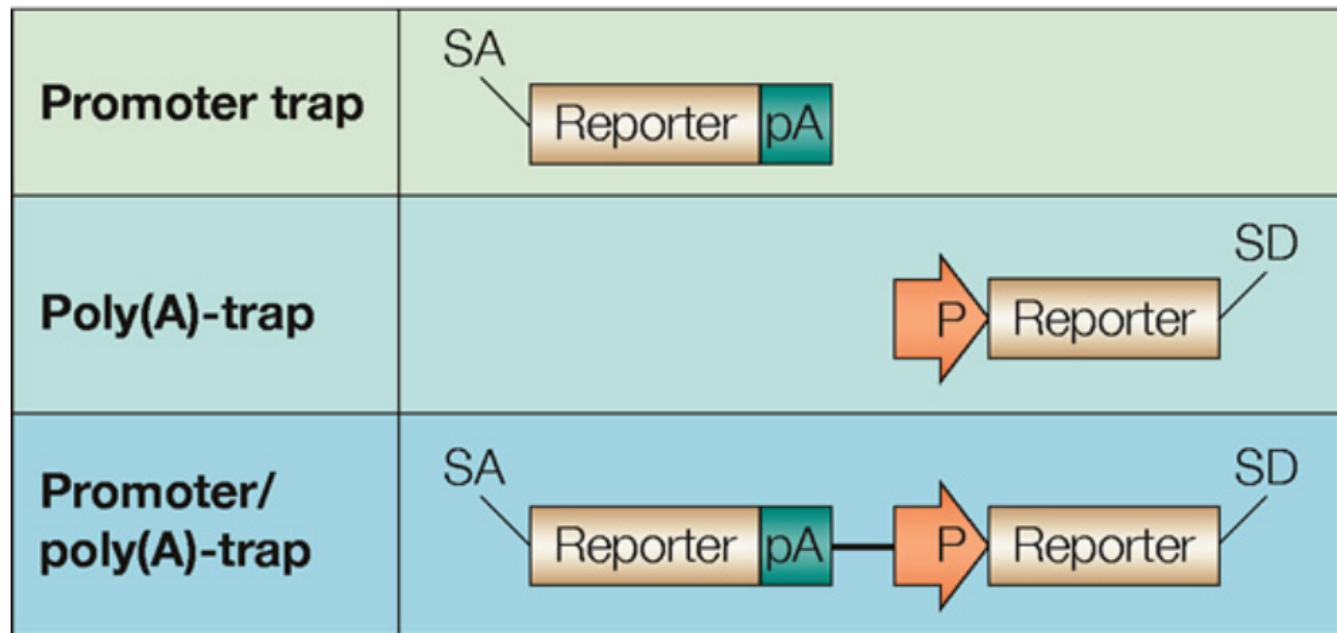 Promoter trap
SA
Reporter pA
Poly(A)-trap
SD
P Reporter
Promoter/
poly(A)-trap
SA
SD
Reporter pA P Reporter